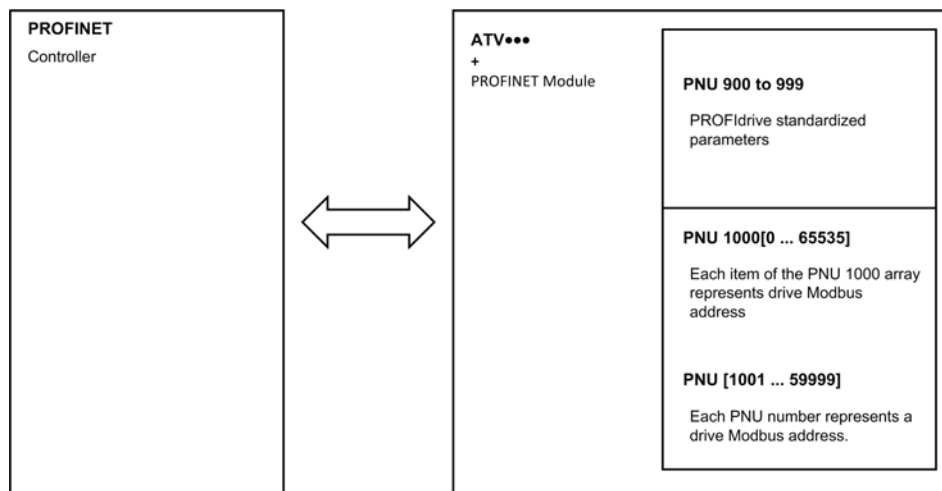 PROFINET
Controller
ATV•••
+
PROFINET Module
PNU 900 to 999
PROFIdrive standardized
parameters
PNU 1000[0 ... 65535]
Each item of the PNU 1000 array
represents drive Modbus
address
PNU [1001 ... 59999]
Each PNU number represents a
drive Modbus address.